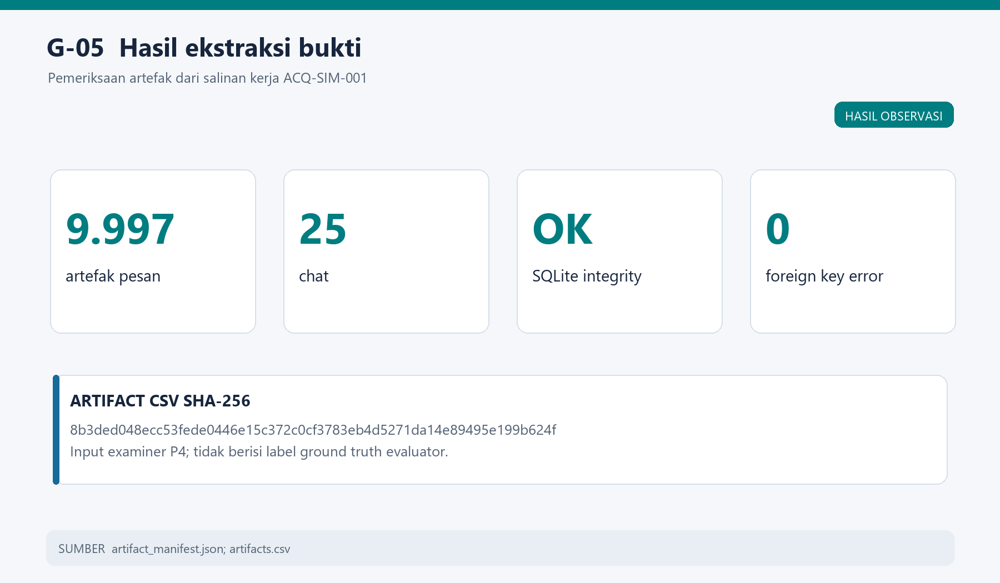 G-05 Hasil ekstraksi bukti
Pemeriksaan artefak dari salinan kerja ACQ-SIM-001
HASIL OBSERVASI
9.997
artefak pesan
25
chat
OK
SQLite integrity
0
foreign key error
ARTIFACT CSV SHA-256
8b3ded048ecc53fede0446e15c372c0cf3783eb4d5271da14e89495e199b624f
Input examiner P4; tidak berisi label ground truth evaluator.
SUMBER artifact_manifest.json; artifacts.csv